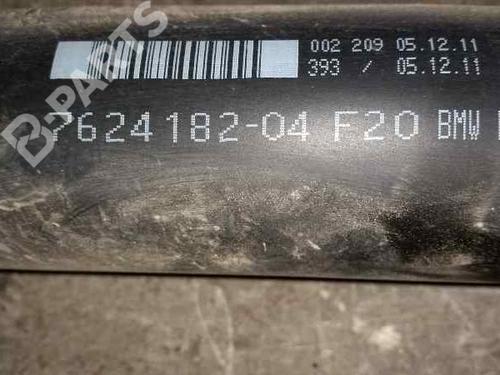 002 209 05.12.11
393 / 05.12.11
7624182-04 F20 BMW
B-PARTS